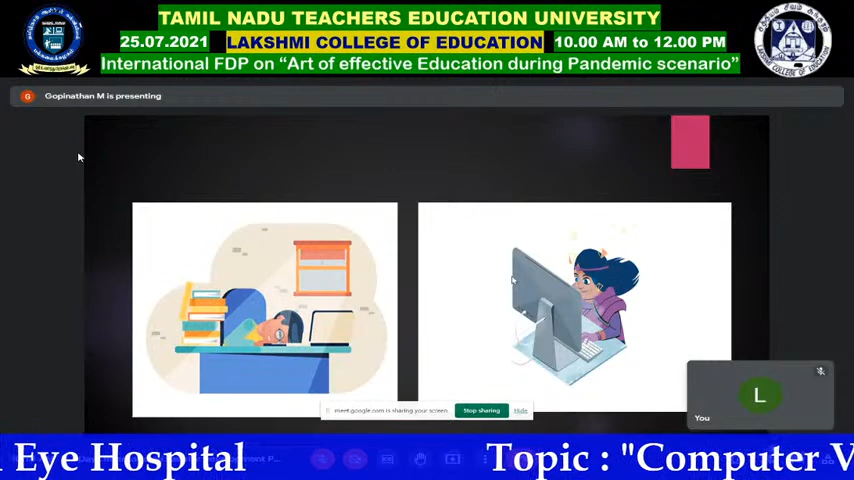 TAMIL NADU TEACHERS EDUCATION UNIVERSITY
25.07.2021 LAKSHMI COLLEGE OF EDUCATION 10.00 AM to 12.00 PM
International FDP on “Art of effective Education during Pandemic scenario”
G Gopinathan M is presenting
meet.google.com is sharing your screen. Stop sharing Hide
L
You
Eye Hospital Topic : "Computer V